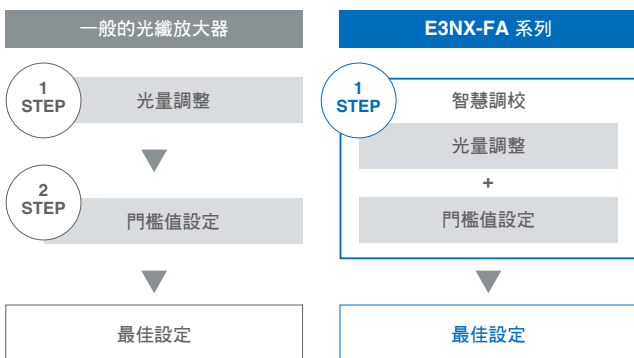 一般的光纖放大器
1
STEP
光量調整
2
STEP
門檻值設定
最佳設定
E3NX-FA 系列
1
STEP
智慧調校
光量調整
+
門檻值設定
最佳設定